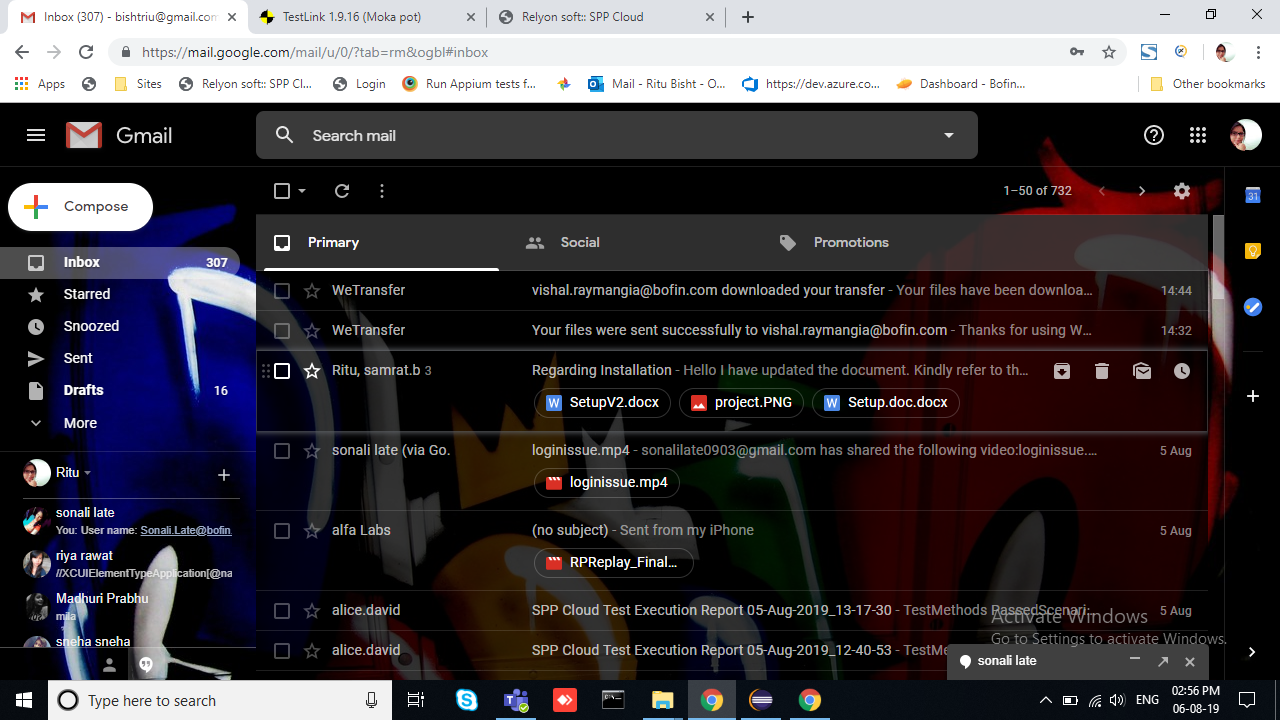 Inbox (307) - bishtriu@gmail.con
TestLink 1.9.16 (Moka pot)
Relyon soft:: SPP Cloud
https://mail.google.com/mail/u/0/?tab=rm&ogbl#inbox
Apps
Sites
Relyon soft:: SPP Cl...
Login
Run Appium tests f...
Mail - Ritu Bisht - O...
https://dev.azure.co...
Dashboard - Bofin...
Other bookmarks
Gmail
Search mail
Compose
1–50 of 732
Primary
Social
Promotions
Inbox 307
Starred
Snoozed
Sent
Drafts 16
More
WeTransfer vishal.raymangia@bofin.com downloaded your transfer - Your files have been downloa... 14:44
WeTransfer Your files were sent successfully to vishal.raymangia@bofin.com - Thanks for using W... 14:32
Ritu, samrat.b 3 Regarding Installation - Hello I have updated the document. Kindly refer to th...
SetupV2.docx project.PNG Setup.doc.docx
sonali late (via Go. loginissue.mp4 - sonalilate0903@gmail.com has shared the following video:loginissue.... 5 Aug
loginissue.mp4
alfa Labs (no subject) - Sent from my iPhone 5 Aug
RPReplay_Final...
alice.david SPP Cloud Test Execution Report 05-Aug-2019_13-17-30 - TestMethods PassedScenari... 5 Aug
alice.david SPP Cloud Test Execution Report 05-Aug-2019_12-40-53 - TestMe
Ritu
sonali late
You: User name: Sonali.Late@bofin.
riya rawat
//XCUIElementTypeApplication[@na
Madhuri Prabhu
mila
sneha sneha
Activate Windows
Go to Settings to activate Windows.
sonali late
Type here to search
ENG
02:56 PM
06-08-19
31